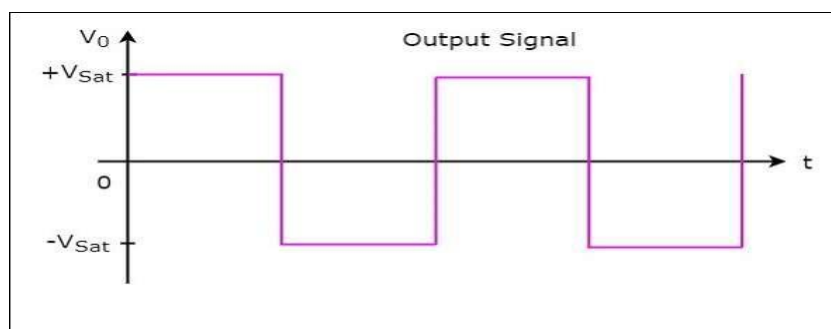 V₀
Output Signal
+VSat
0
t
-VSat